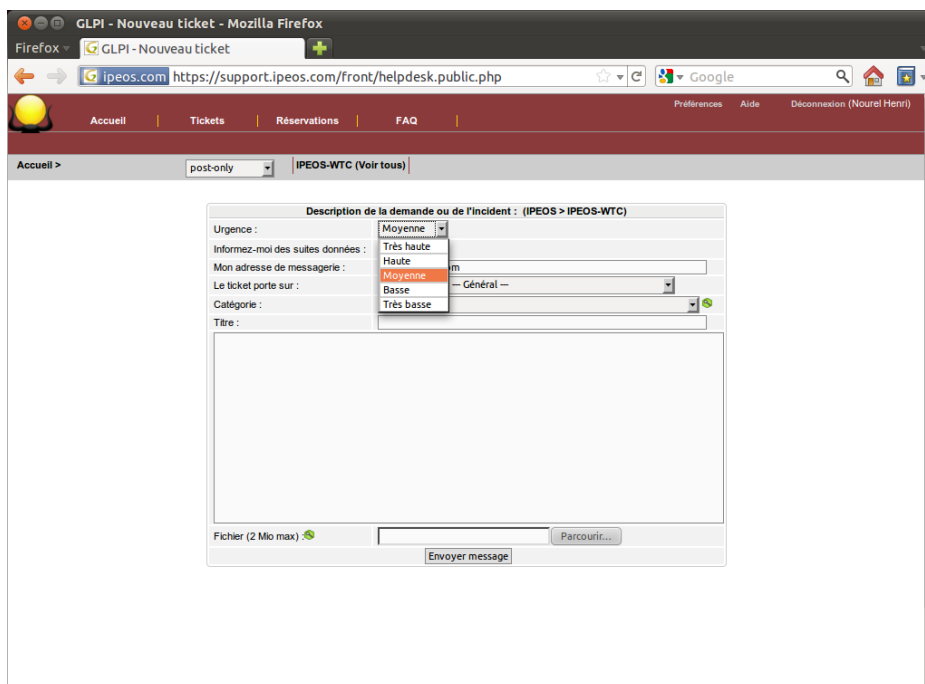 GLPI - Nouveau ticket - Mozilla Firefox
Firefox GLPI - Nouveau ticket
ipeos.com https://support.ipeos.com/front/helpdesk.public.php Google
Préférences Aide Déconnexion (Nourel Henri)
Accueil | Tickets | Réservations | FAQ |
Accueil > post-only IPEOS-WTC (Voir tous)
Description de la demande ou de l'incident : (IPEOS > IPEOS-WTC)
Urgence : Moyenne
Très haute
Informez-moi des suites données :
Haute
Mon adresse de messagerie : om
Moyenne
Le ticket porte sur : --- Général ---
Basse
Catégorie :
Très basse
Titre :
Fichier (2 Mio max) : Parcourir...
Envoyer message